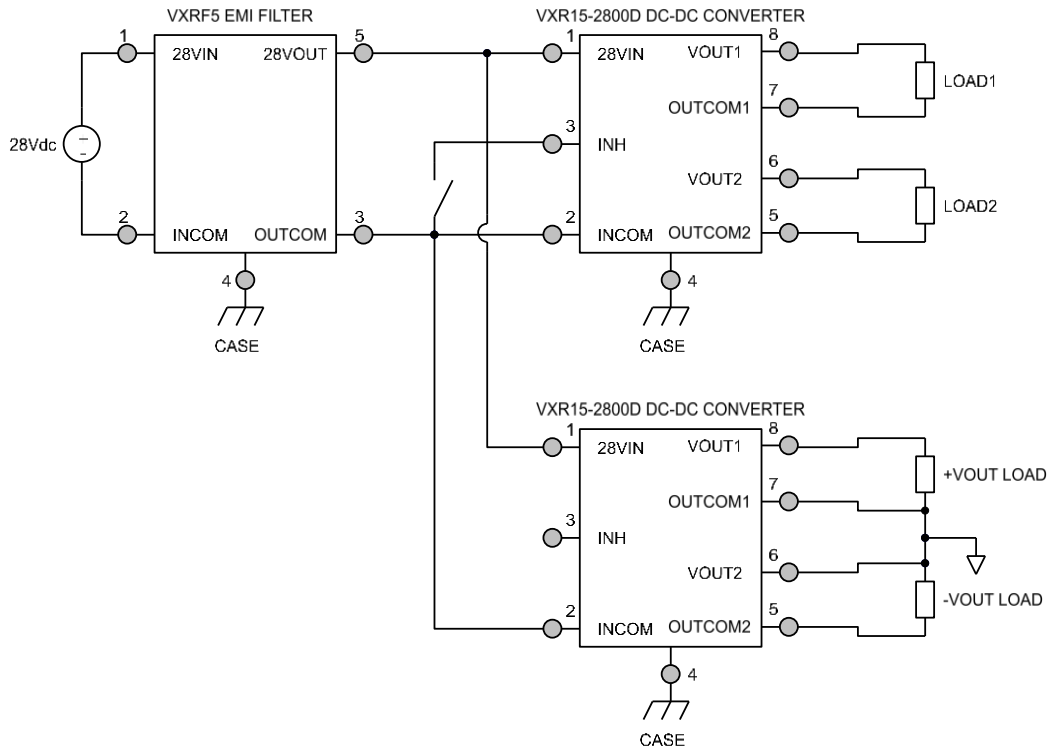 VXRF5 EMI FILTER
VXR15-2800D DC-DC CONVERTER
1
28VIN
28VOUT
5
1
28VIN
VOUT1
8
LOAD1
OUTCOM1
7
28Vdc
3
INH
VOUT2
6
LOAD2
2
INCOM
OUTCOM
3
2
INCOM
OUTCOM2
5
4
CASE
4
CASE
VXR15-2800D DC-DC CONVERTER
1
28VIN
VOUT1
8
+VOUT LOAD
OUTCOM1
7
3
INH
VOUT2
6
-VOUT LOAD
2
INCOM
OUTCOM2
5
4
CASE